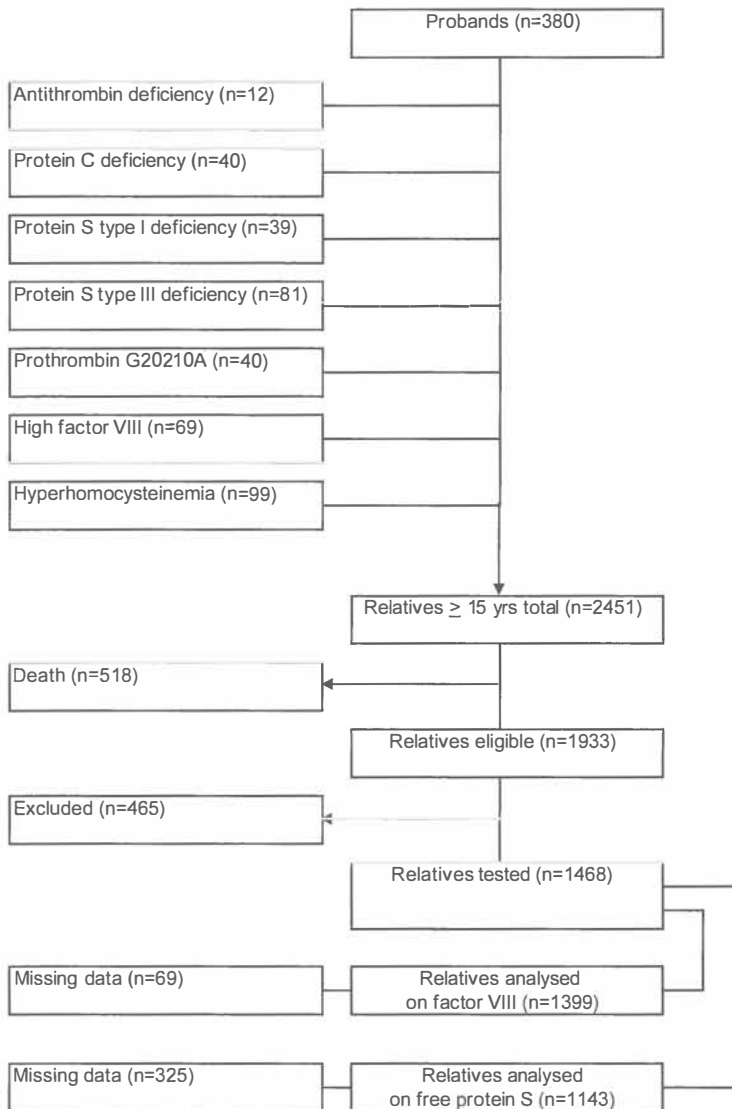 Probands (n=380)
Antithrombin deficiency (n=12)
Protein C deficiency (n=40)
Protein S type I deficiency (n=39)
Protein S type III deficiency (n=81)
Prothrombin G20210A (n=40)
High factor VIII (n=69)
Hyperhomocysteinemia (n=99)
Relatives ≥ 15 yrs total (n=2451)
Death (n=518)
Relatives eligible (n=1933)
Excluded (n=465)
Relatives tested (n=1468)
Missing data (n=69)
Relatives analysed
on factor VIII (n=1399)
Missing data (n=325)
Relatives analysed
on free protein S (n=1143)